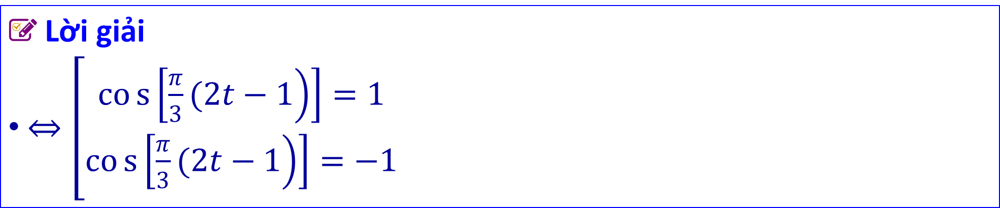 Lời giải
• ⇔ [ cos[π/3(2t − 1)] = 1
cos[π/3(2t − 1)] = −1